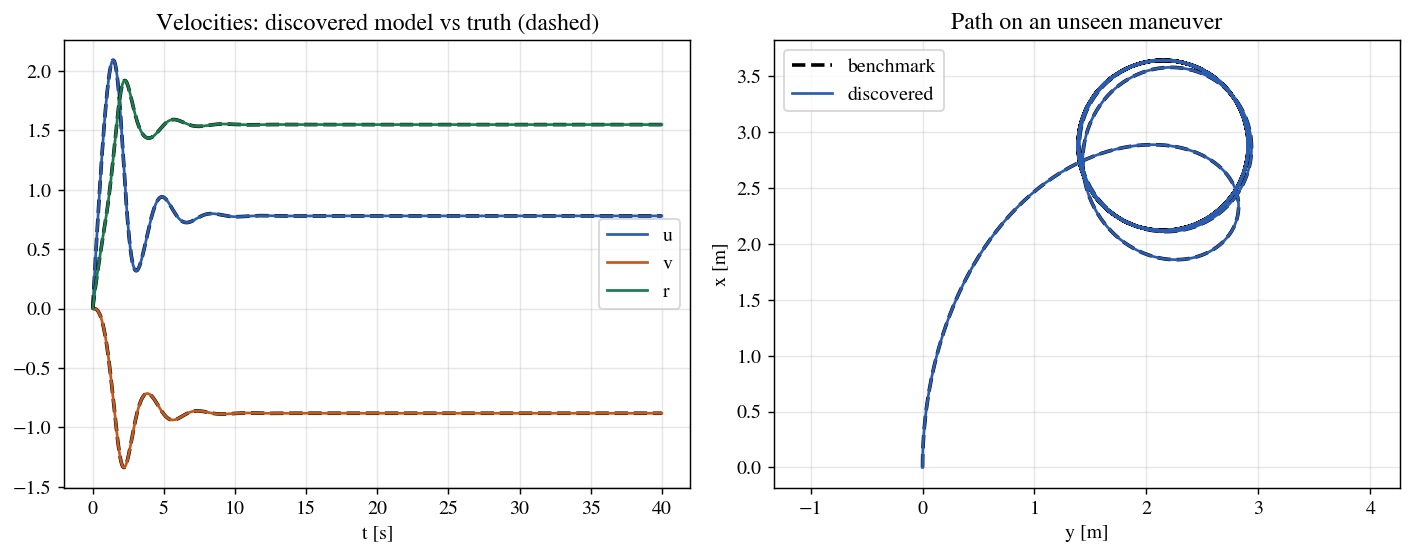 Velocities: discovered model vs truth (dashed)
2.0
1.5
1.0
0.5
0.0
−0.5
−1.0
−1.5
u
v
r
0 5 10 15 20 25 30 35 40
t [s]
Path on an unseen maneuver
benchmark
discovered
x [m]
3.5
3.0
2.5
2.0
1.5
1.0
0.5
0.0
−1 0 1 2 3 4
y [m]